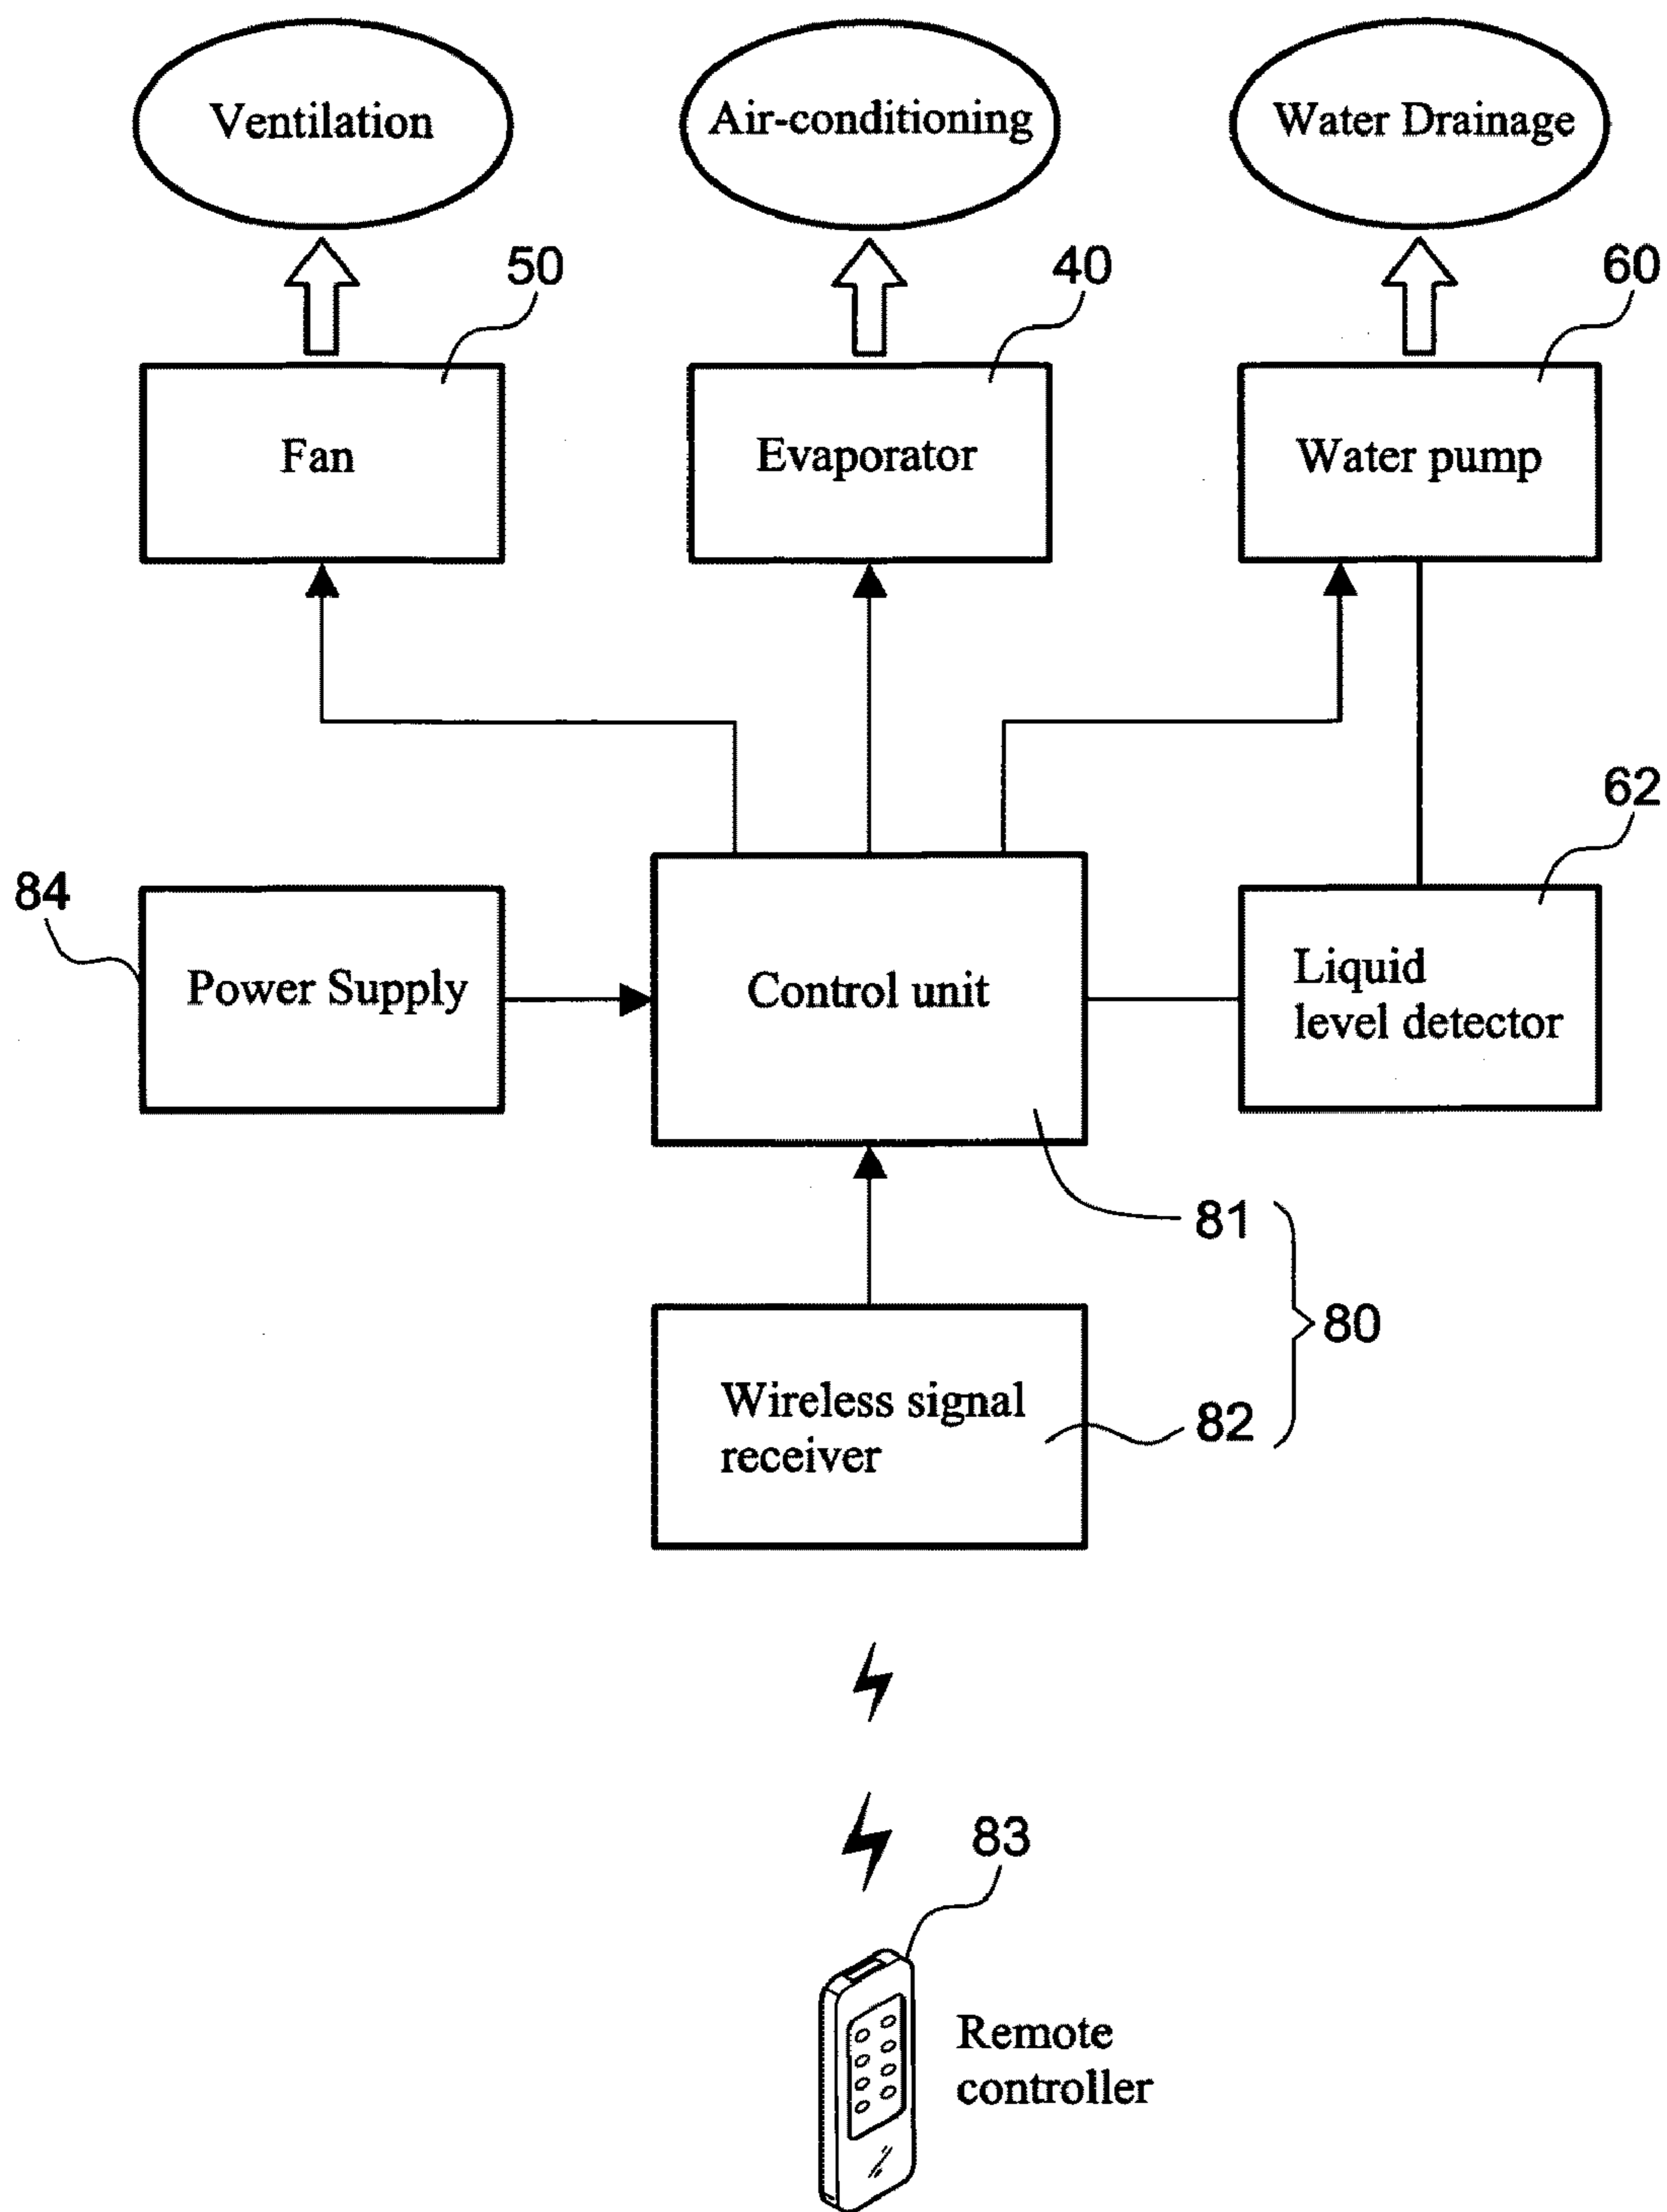 Ventilation
Air-conditioning
Water Drainage
50
40
60
Fan
Evaporator
Water pump
62
84
Power Supply
Control unit
Liquid
level detector
81
80
Wireless signal
receiver
82
83
Remote
controller